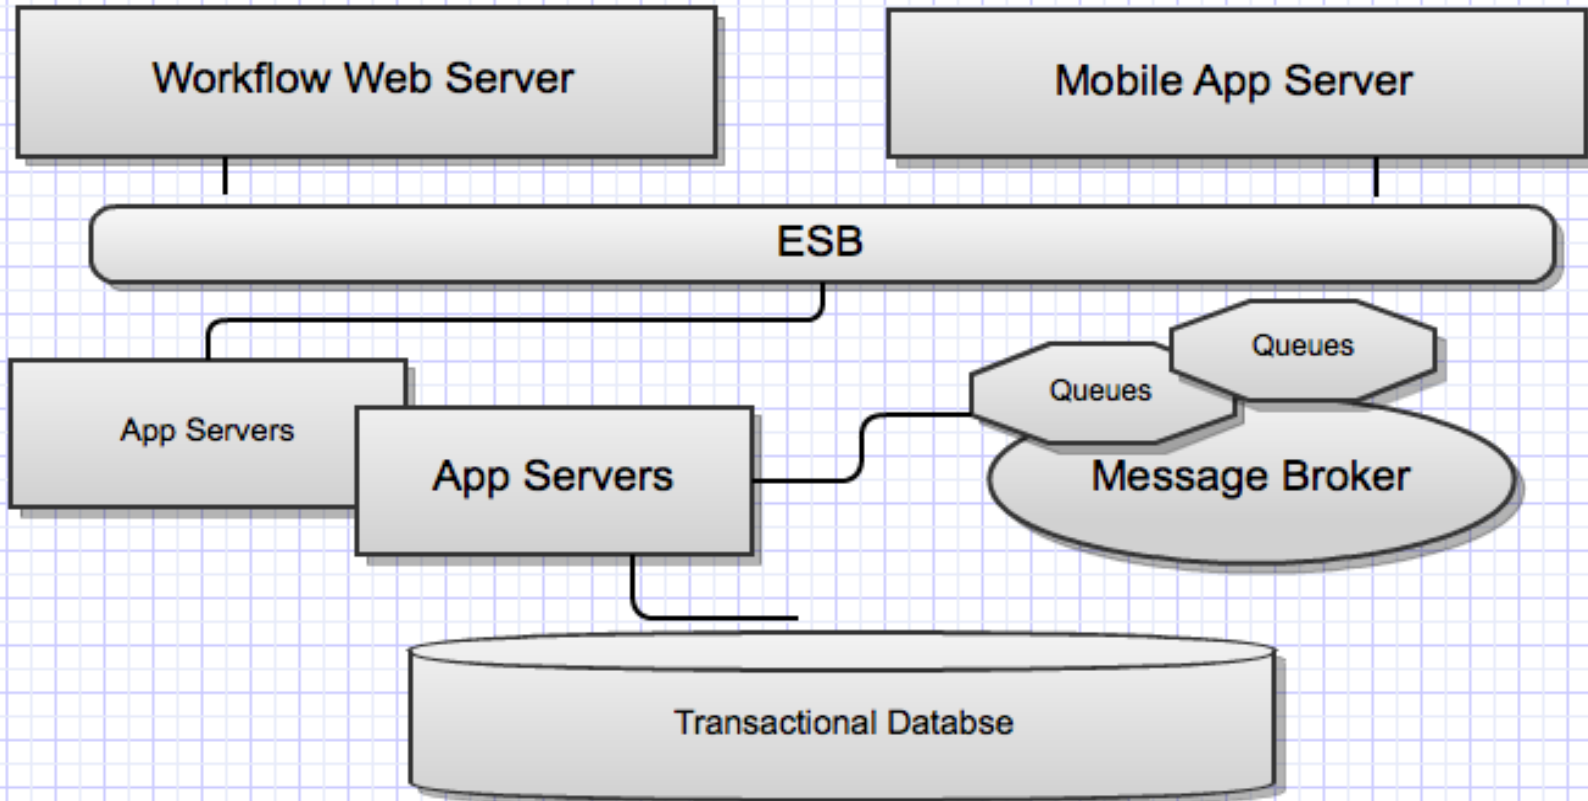 Workflow Web Server
Mobile App Server
ESB
Queues
Queues
App Servers
App Servers
Message Broker
Transactional Databse